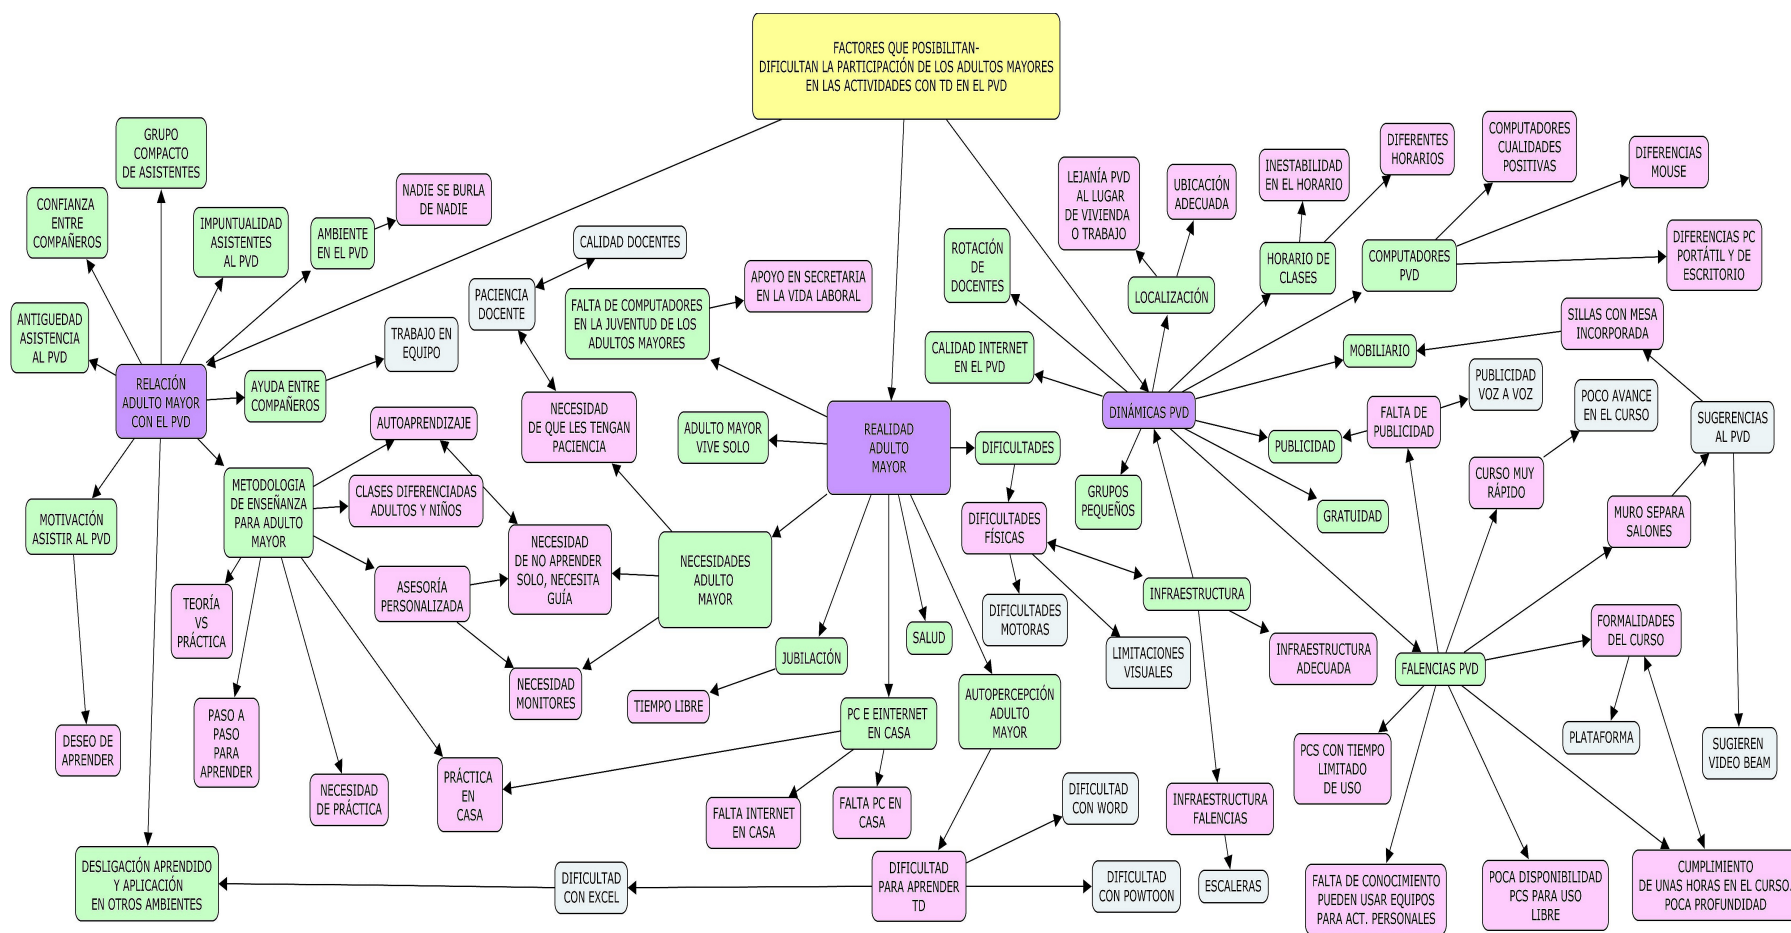 FACTORES QUE POSIBILITAN-
DIFICULTAN LA PARTICIPACIÓN DE LOS ADULTOS MAYORES
EN LAS ACTIVIDADES CON TD EN EL PVD
GRUPO
COMPACTO
DE ASISTENTES
CONFIANZA
ENTRE
COMPAÑEROS
IMPUNTUALIDAD
ASISTENTES
AL PVD
AMBIENTE
EN EL PVD
NADIE SE BURLA
DE NADIE
ANTIGUEDAD
ASISTENCIA
AL PVD
RELACIÓN
ADULTO MAYOR
CON EL PVD
AYUDA ENTRE
COMPAÑEROS
TRABAJO EN
EQUIPO
MOTIVACIÓN
ASISTIR AL PVD
METODOLOGIA
DE ENSEÑANZA
PARA ADULTO
MAYOR
AUTOAPRENDIZAJE
CLASES DIFERENCIADAS
ADULTOS Y NIÑOS
ASESORÍA
PERSONALIZADA
TEORÍA
VS
PRÁCTICA
PASO A
PASO
PARA
APRENDER
NECESIDAD
DE PRÁCTICA
PRÁCTICA
EN
CASA
DESEO DE
APRENDER
DESLIGACIÓN APRENDIDO
Y APLICACIÓN
EN OTROS AMBIENTES
CALIDAD DOCENTES
PACIENCIA
DOCENTE
FALTA DE COMPUTADORES
EN LA JUVENTUD DE LOS
ADULTOS MAYORES
APOYO EN SECRETARIA
EN LA VIDA LABORAL
NECESIDAD
DE QUE LES TENGAN
PACIENCIA
ADULTO MAYOR
VIVE SOLO
REALIDAD
ADULTO
MAYOR
DIFICULTADES
NECESIDAD
DE NO APRENDER
SOLO, NECESITA
GUÍA
NECESIDADES
ADULTO
MAYOR
DIFICULTADES
FÍSICAS
DIFICULTADES
MOTORAS
LIMITACIONES
VISUALES
NECESIDAD
MONITORES
JUBILACIÓN
SALUD
TIEMPO LIBRE
PC E EINTERNET
EN CASA
AUTOPERCEPCIÓN
ADULTO
MAYOR
FALTA INTERNET
EN CASA
FALTA PC EN
CASA
DIFICULTAD
PARA APRENDER
TD
DIFICULTAD
CON WORD
DIFICULTAD
CON EXCEL
DIFICULTAD
CON POWTOON
LEJANÍA PVD
AL LUGAR
DE VIVIENDA
O TRABAJO
UBICACIÓN
ADECUADA
INESTABILIDAD
EN EL HORARIO
DIFERENTES
HORARIOS
COMPUTADORES
CUALIDADES
POSITIVAS
DIFERENCIAS
MOUSE
ROTACIÓN
DE
DOCENTES
LOCALIZACIÓN
HORARIO DE
CLASES
COMPUTADORES
PVD
DIFERENCIAS PC
PORTÁTIL Y DE
ESCRITORIO
CALIDAD INTERNET
EN EL PVD
MOBILIARIO
SILLAS CON MESA
INCORPORADA
DINÁMICAS PVD
PUBLICIDAD
FALTA DE
PUBLICIDAD
PUBLICIDAD
VOZ A VOZ
POCO AVANCE
EN EL CURSO
SUGERENCIAS
AL PVD
GRUPOS
PEQUEÑOS
GRATUIDAD
CURSO MUY
RÁPIDO
MURO SEPARA
SALONES
INFRAESTRUCTURA
INFRAESTRUCTURA
ADECUADA
FALENCIAS PVD
FORMALIDADES
DEL CURSO
PLATAFORMA
SUGIEREN
VIDEO BEAM
PCS CON TIEMPO
LIMITADO
DE USO
INFRAESTRUCTURA
FALENCIAS
ESCALERAS
FALTA DE CONOCIMIENTO
PUEDEN USAR EQUIPOS
PARA ACT. PERSONALES
POCA DISPONIBILIDAD
PCS PARA USO
LIBRE
CUMPLIMIENTO
DE UNAS HORAS EN EL CURSO.
POCA PROFUNDIDAD